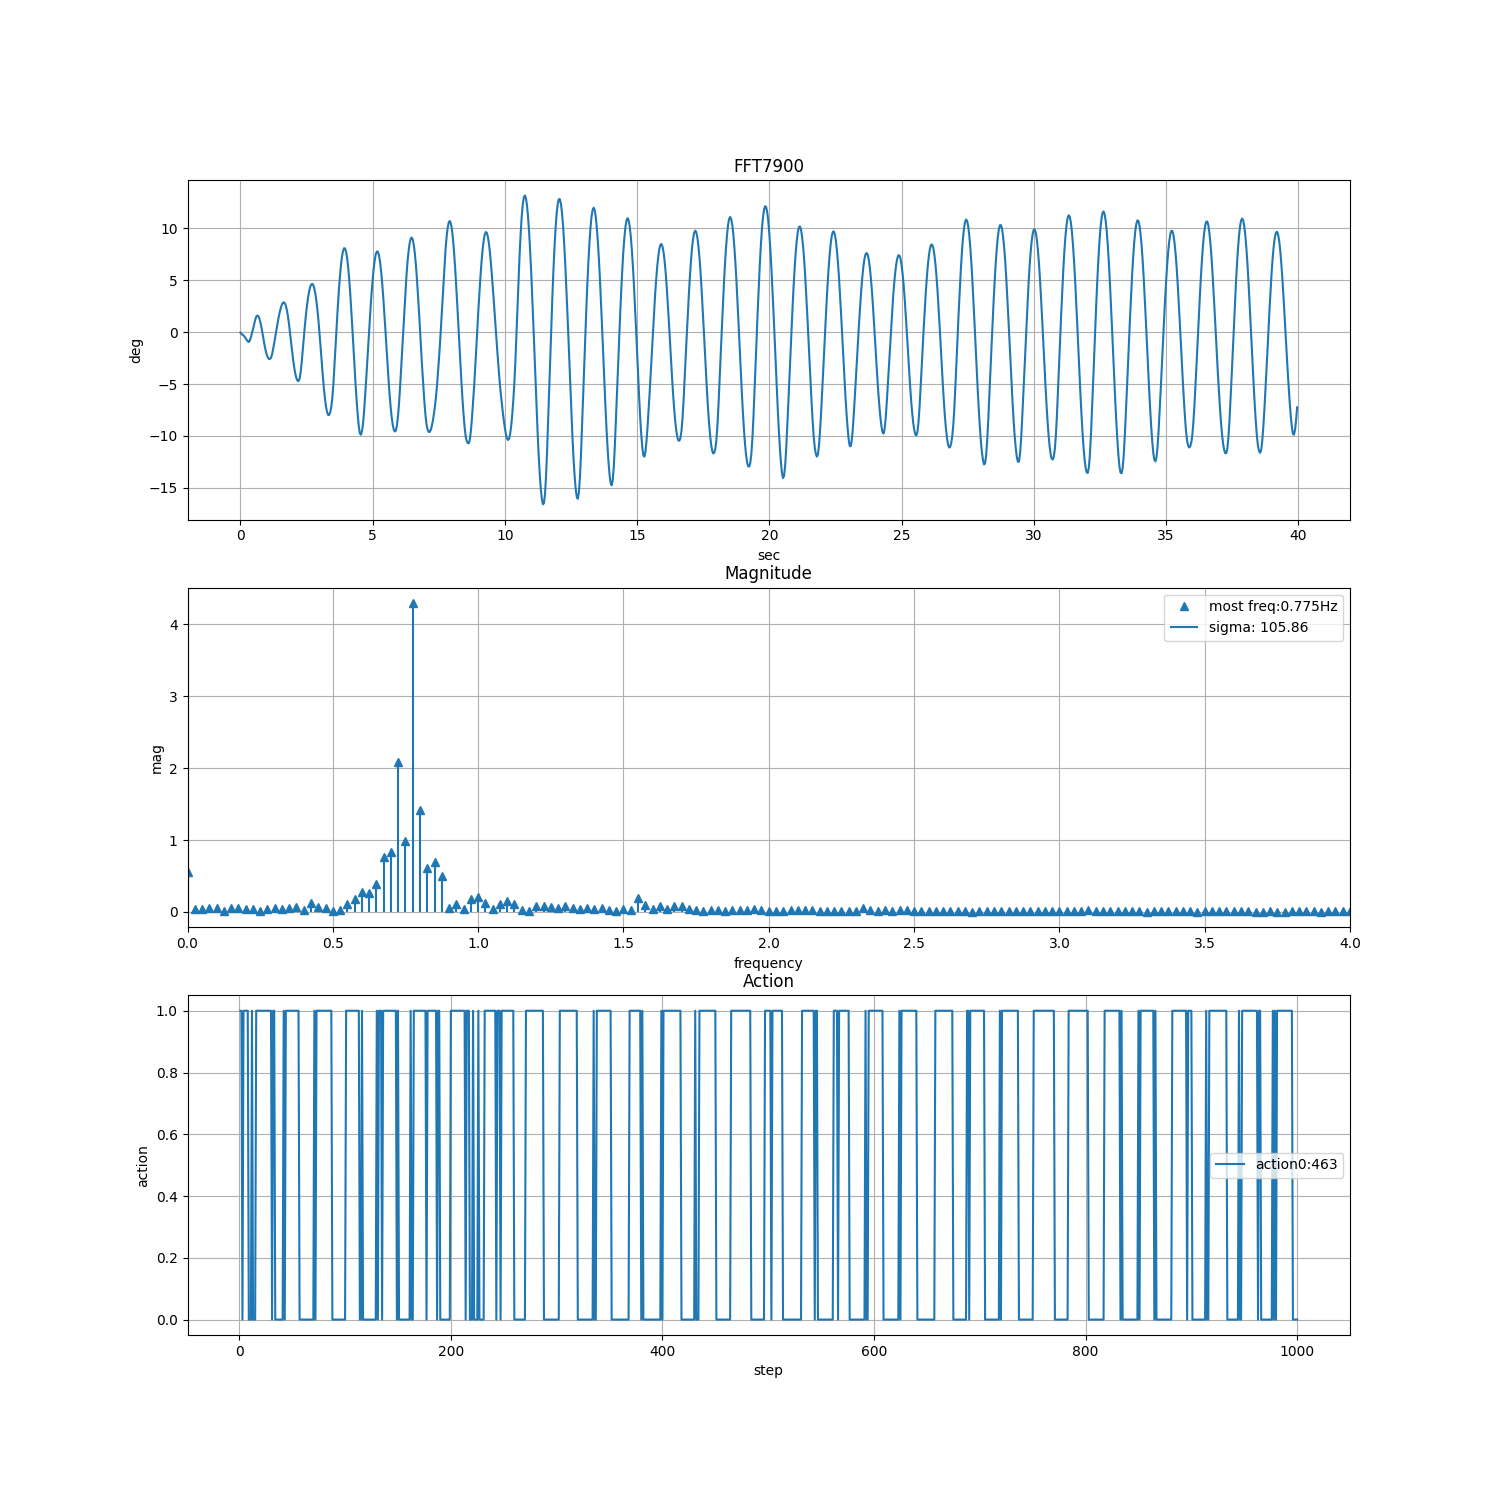 FFT7900
10
5
0
−5
−10
−15
deg
0 5 10 15 20 25 30 35 40
sec
Magnitude
most freq:0.775Hz
sigma: 105.86
4
3
2
1
0
mag
0.0 0.5 1.0 1.5 2.0 2.5 3.0 3.5 4.0
frequency
Action
1.0
0.8
0.6
0.4
0.2
0.0
action
action0:463
0 200 400 600 800 1000
step